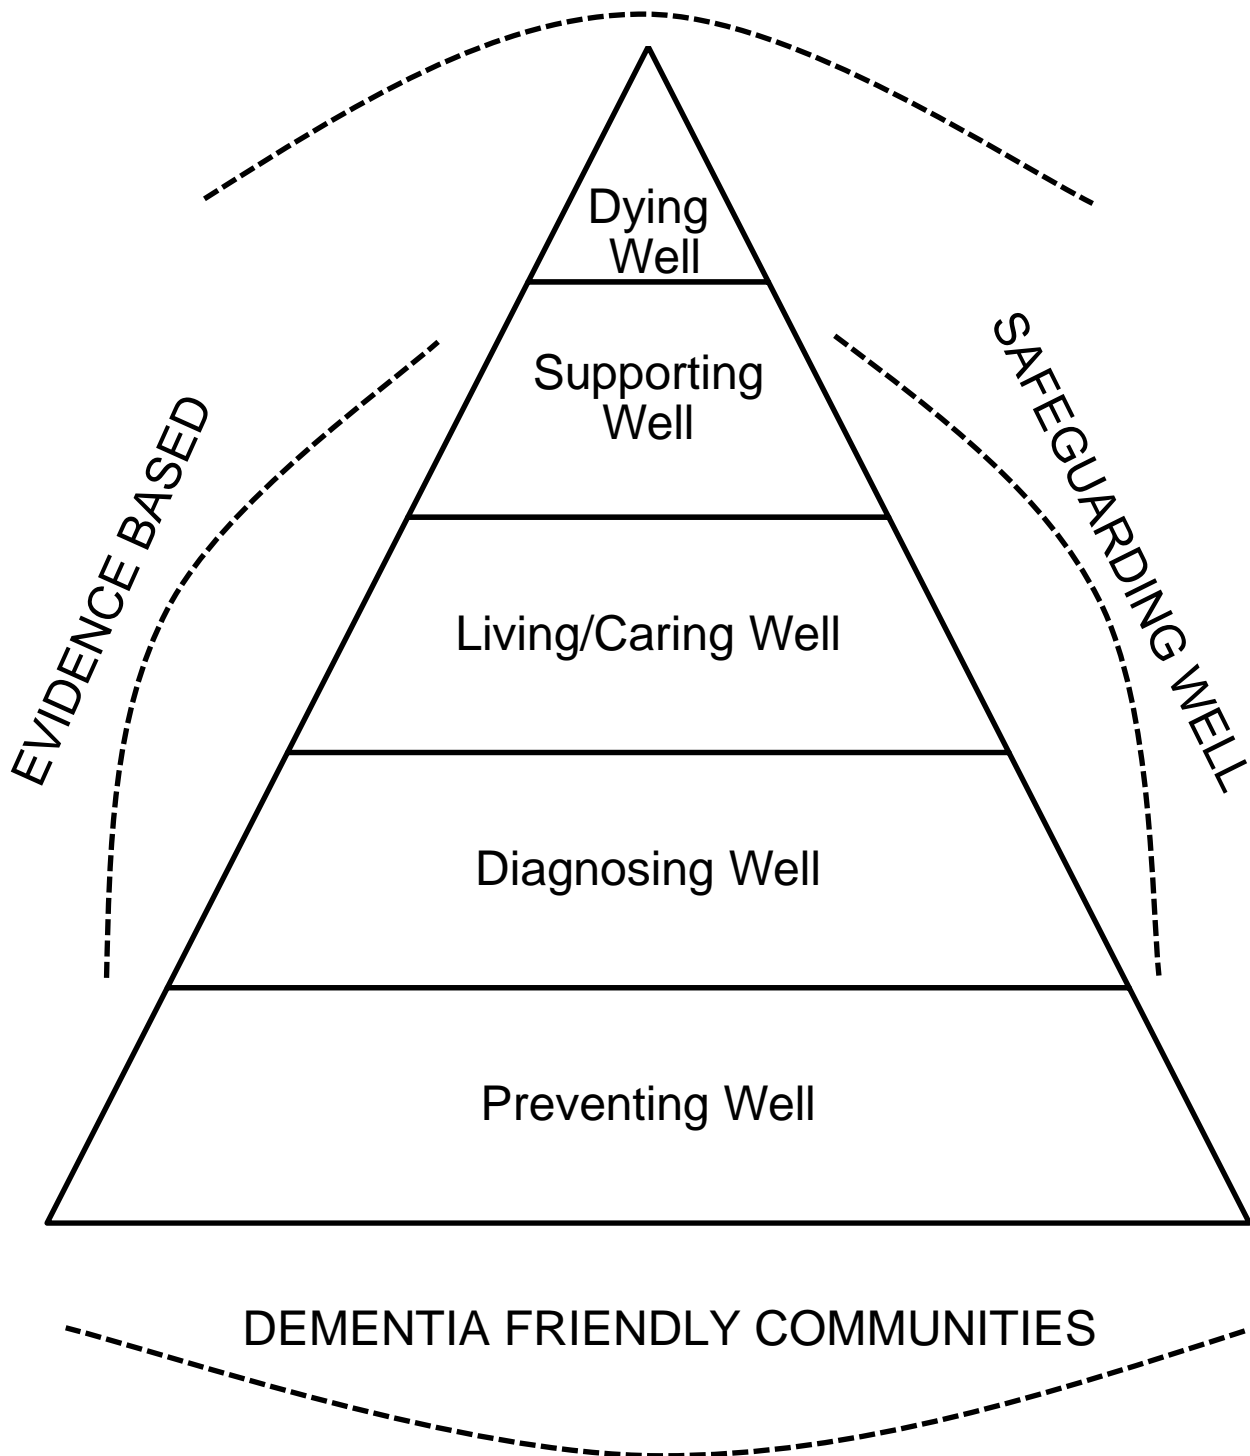 Dying
Well
Supporting
Well
EVIDENCE BASED
SAFEGUARDING WELL
Living/Caring Well
Diagnosing Well
Preventing Well
DEMENTIA FRIENDLY COMMUNITIES